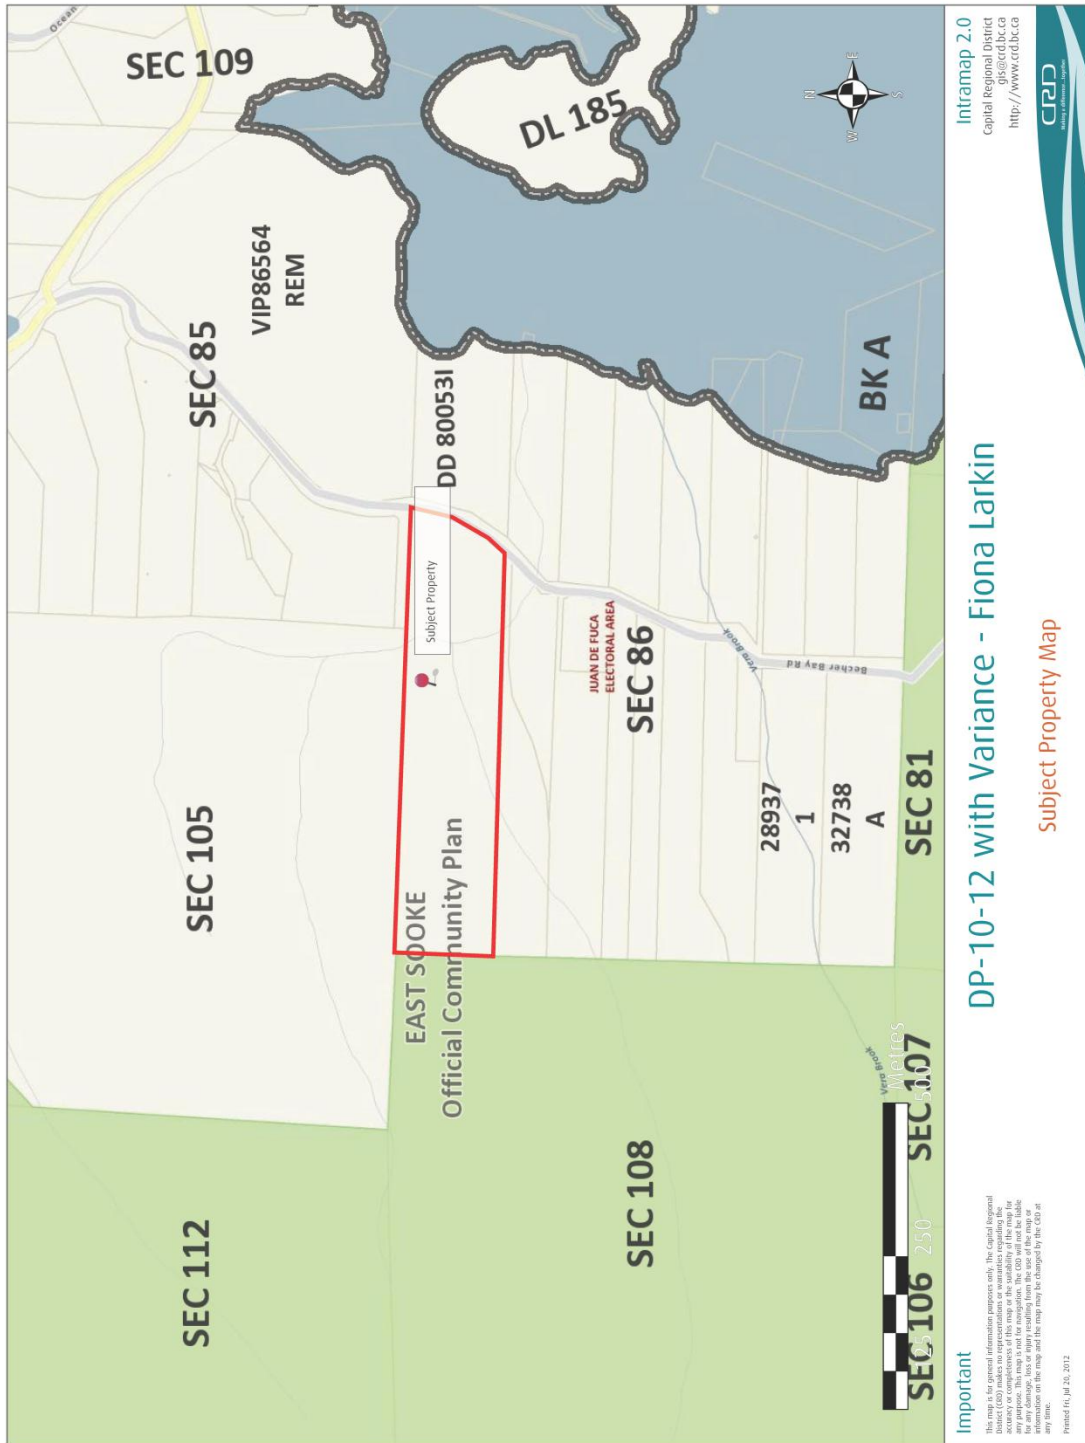 Ocean
SEC 109
DL 185
N
E
S
W
VIP86564
REM
SEC 85
DD 80053I
BK A
Subject Property
JUAN DE FUCA
ELECTORAL AREA
SEC 86
Vera Brook
Becher Bay Rd
SEC 105
EAST SOOKE
Official Community Plan
28937
1
32738
A
SEC 81
SEC 112
SEC 108
Vera Brook
SEC 107
SEC 106
250
500
Metres
Important
This map is for general information purposes only. The Capital Regional
District (CRD) makes no representations or warranties regarding the
accuracy or completeness of this map or the suitability of the map for
any purpose. This map is not for navigation. The CRD will not be liable
for any damage, loss or injury resulting from the use of the map or
information on the map and the map may be changed by the CRD at
any time.
Printed Fri, Jul 20, 2012
DP-10-12 with Variance - Fiona Larkin
Subject Property Map
Intramap 2.0
Capital Regional District
gis@crd.bc.ca
http://www.crd.bc.ca
CRD
Making a difference...together